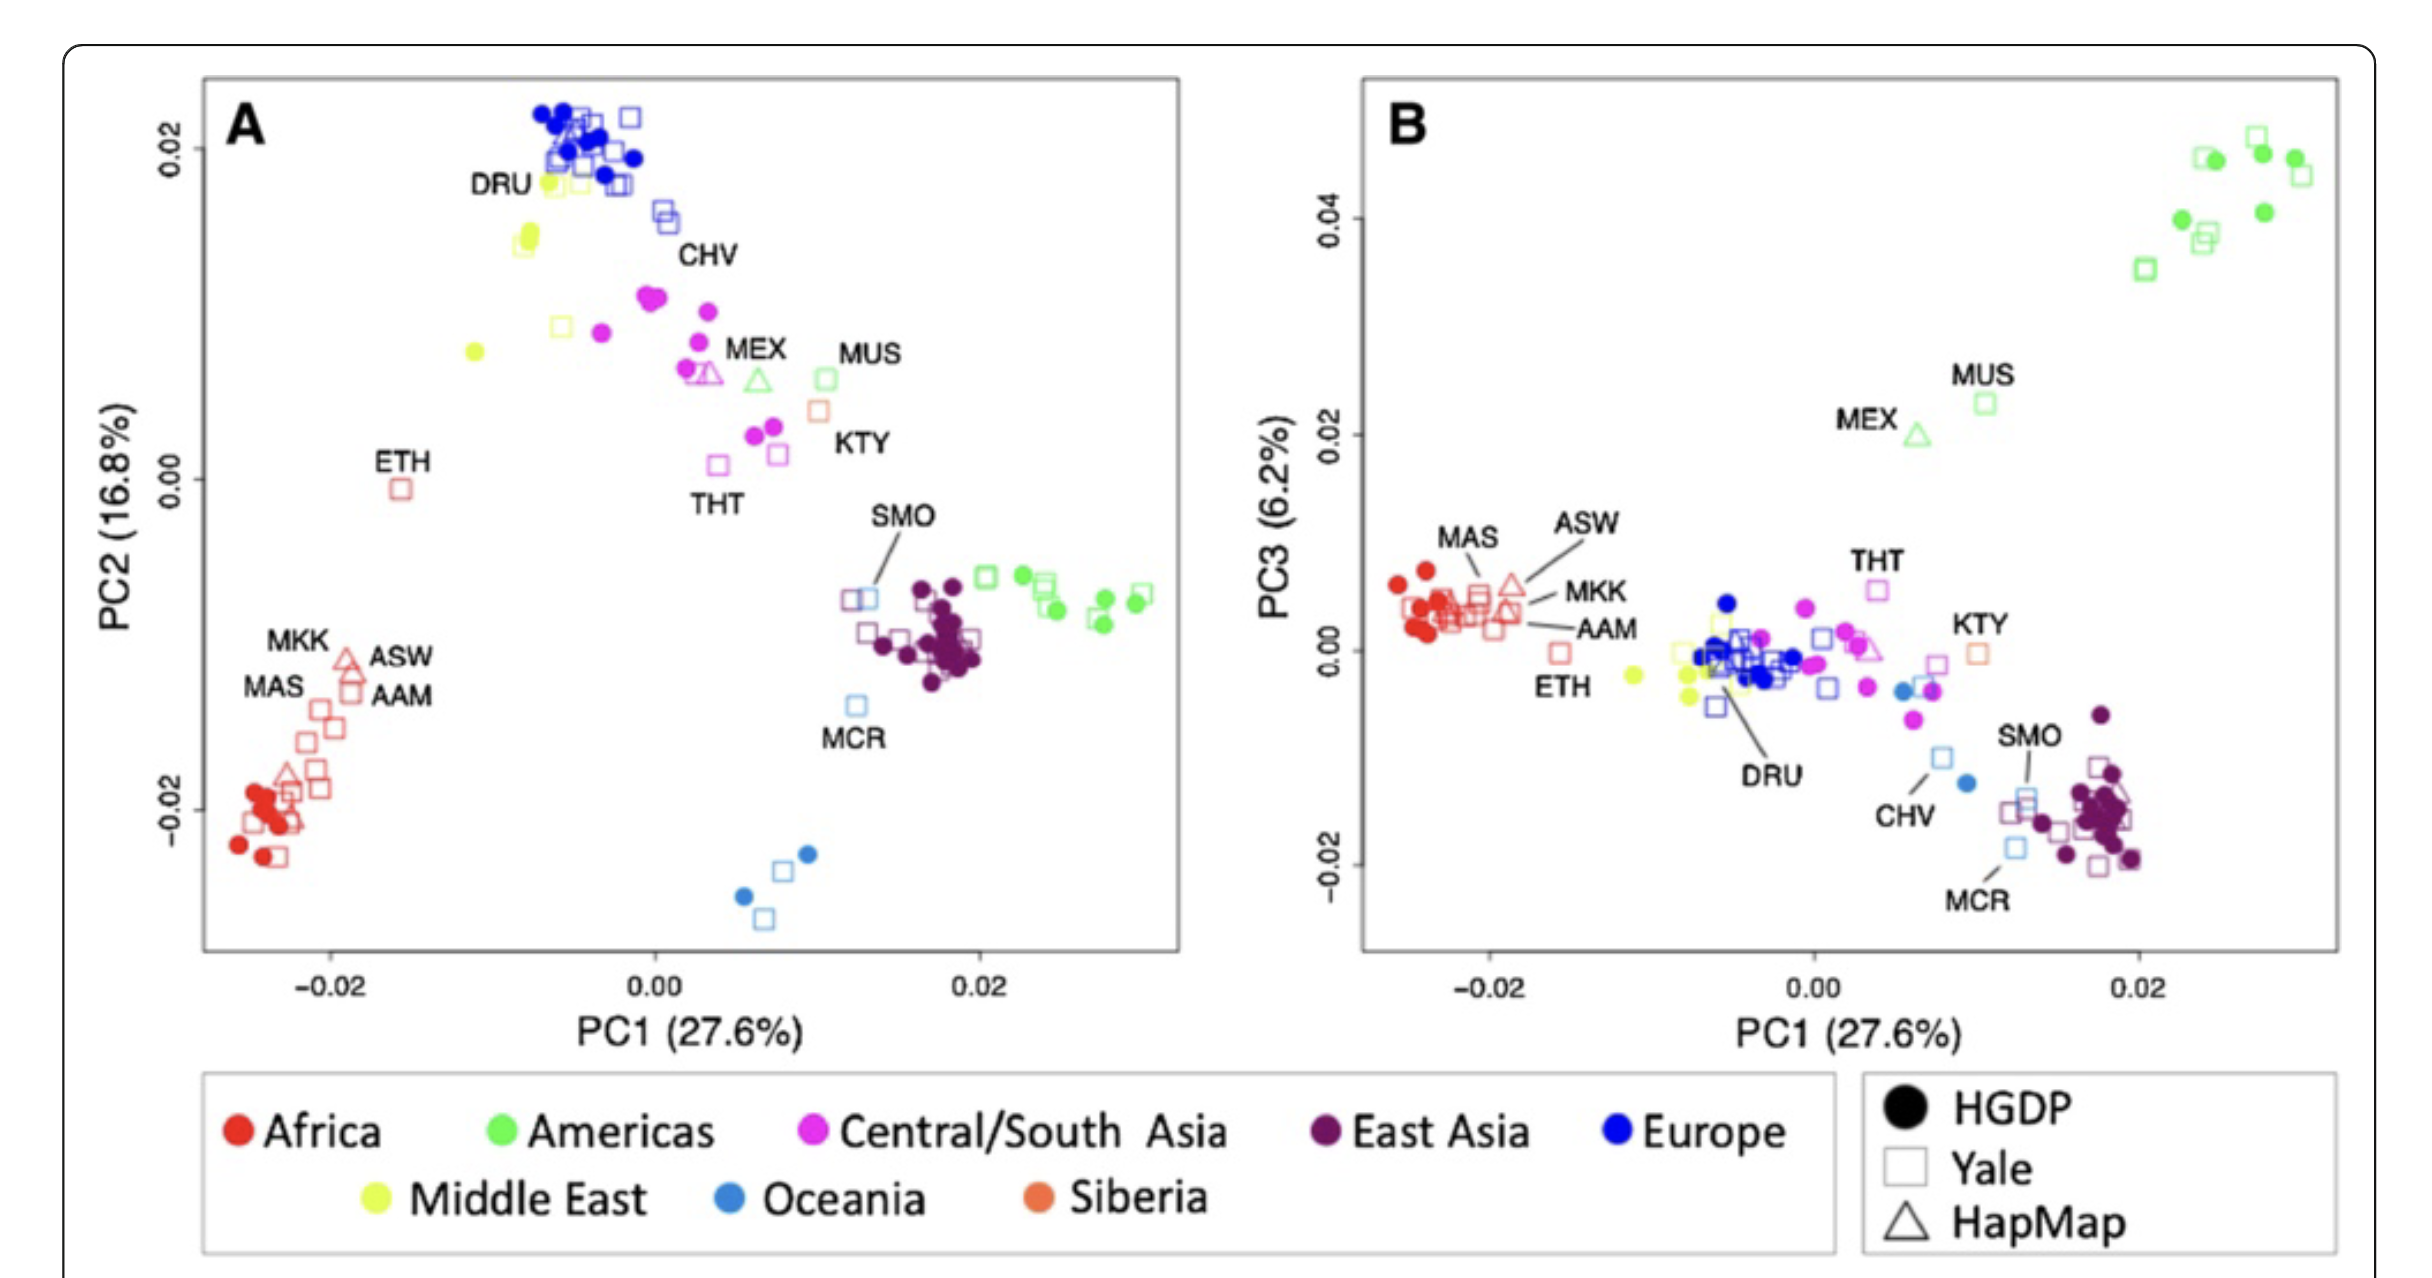 A
DRU
CHV
MEX
MUS
KTY
ETH
THT
SMO
MKK
ASW
MAS
AAM
MCR
0.02
0.00
−0.02
PC2 (16.8%)
−0.02
0.00
0.02
PC1 (27.6%)
B
MUS
MEX
MAS
ASW
THT
MKK
AAM
KTY
ETH
SMO
DRU
CHV
MCR
0.04
0.02
0.00
−0.02
PC3 (6.2%)
−0.02
0.00
0.02
PC1 (27.6%)
Africa
Americas
Central/South Asia
East Asia
Europe
Middle East
Oceania
Siberia
HGDP
Yale
HapMap